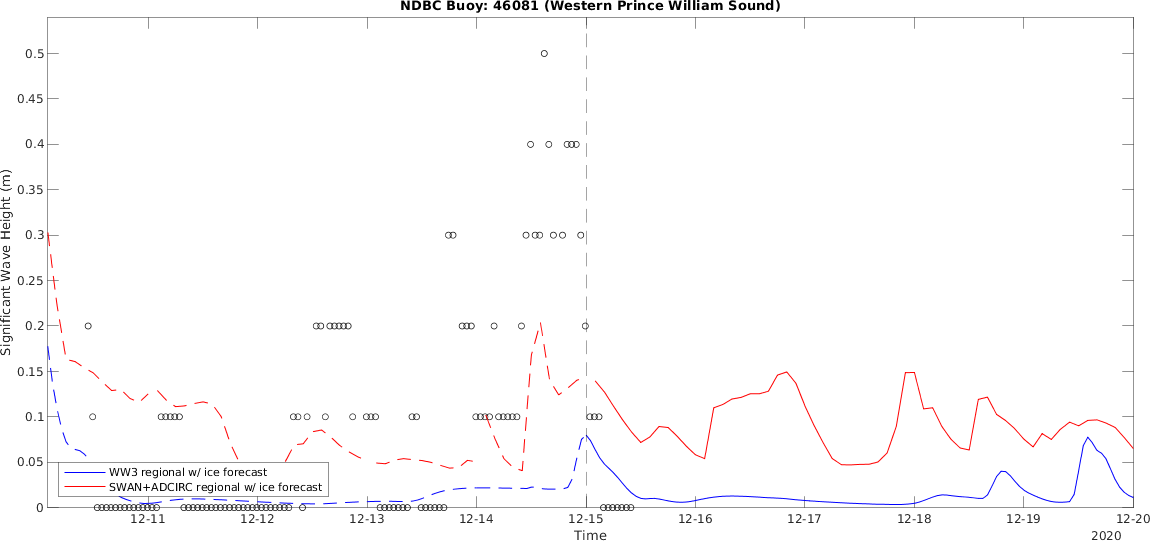 NDBC Buoy: 46081 (Western Prince William Sound)
0.5
0.45
0.4
0.35
0.3
0.25
0.2
0.15
0.1
0.05
0
Significant Wave Height (m)
WW3 regional w/ ice forecast
SWAN+ADCIRC regional w/ ice forecast
12-11 12-12 12-13 12-14 12-15 12-16 12-17 12-18 12-19 12-20
Time
2020